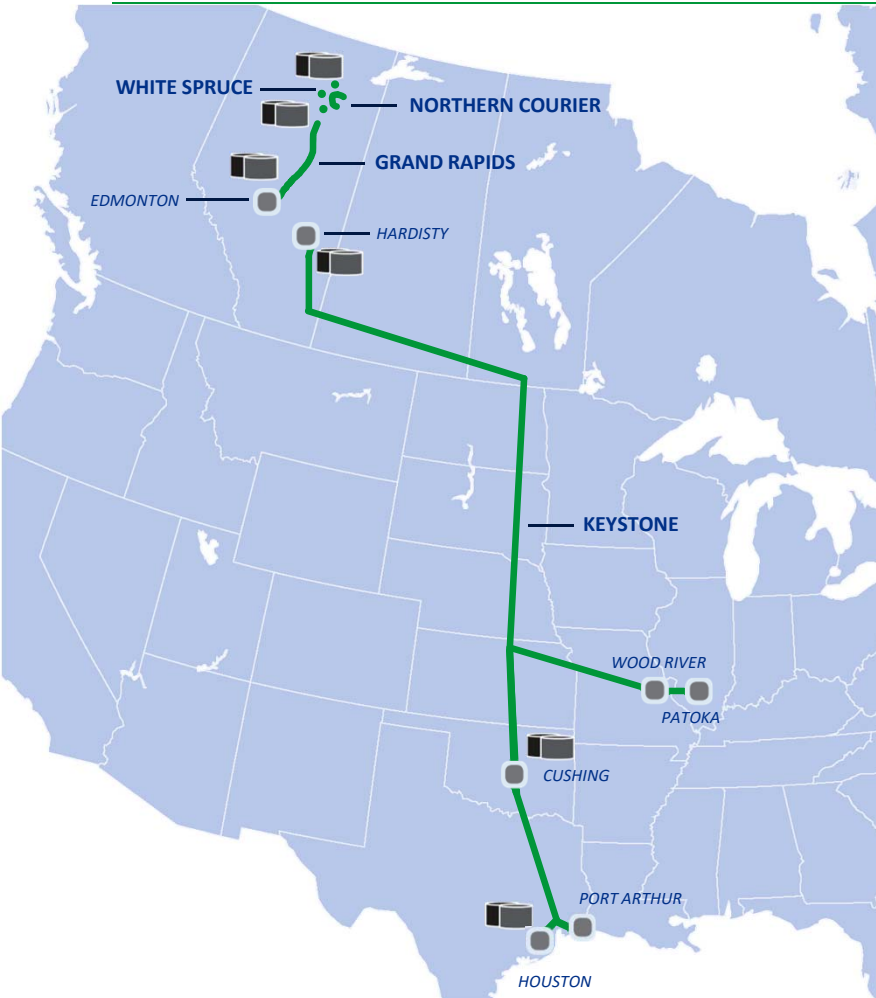 WHITE SPRUCE
NORTHERN COURIER
GRAND RAPIDS
EDMONTON
HARDISTY
KEYSTONE
WOOD RIVER
PATOKA
CUSHING
PORT ARTHUR
HOUSTON